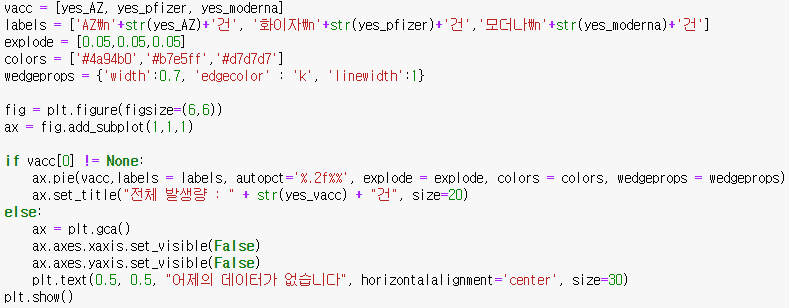 vacc = [yes_AZ, yes_pfizer, yes_moderna]
labels = ['AZ₩n'+str(yes_AZ)+'건', '화이자₩n'+str(yes_pfizer)+'건','모더나₩n'+str(yes_moderna)+'건']
explode = [0.05,0.05,0.05]
colors = ['#4a94b0','#b7e5ff','#d7d7d7']
wedgeprops = {'width':0.7, 'edgecolor' : 'k', 'linewidth':1}

fig = plt.figure(figsize=(6,6))
ax = fig.add_subplot(1,1,1)

if vacc[0] != None:
    ax.pie(vacc,labels = labels, autopct='%.2f%%', explode = explode, colors = colors, wedgeprops = wedgeprops)
    ax.set_title("전체 발생량 : " + str(yes_vacc) + "건", size=20)
else:
    ax = plt.gca()
    ax.axes.xaxis.set_visible(False)
    ax.axes.yaxis.set_visible(False)
    plt.text(0.5, 0.5, "어제의 데이터가 없습니다", horizontalalignment='center', size=30)
plt.show()